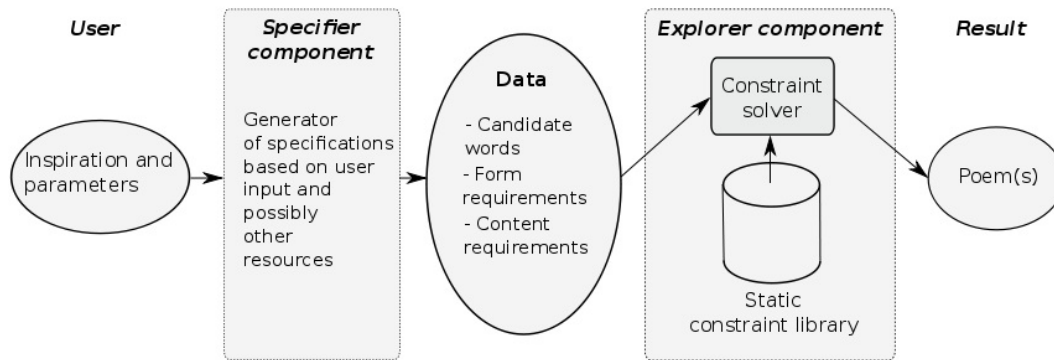 User
Specifier
component
Data
Explorer component
Result
Inspiration and
parameters
Generator
of specifications
based on user
input and
possibly
other
resources
- Candidate
words
- Form
requirements
- Content
requirements
Constraint
solver
Static
constraint library
Poem(s)